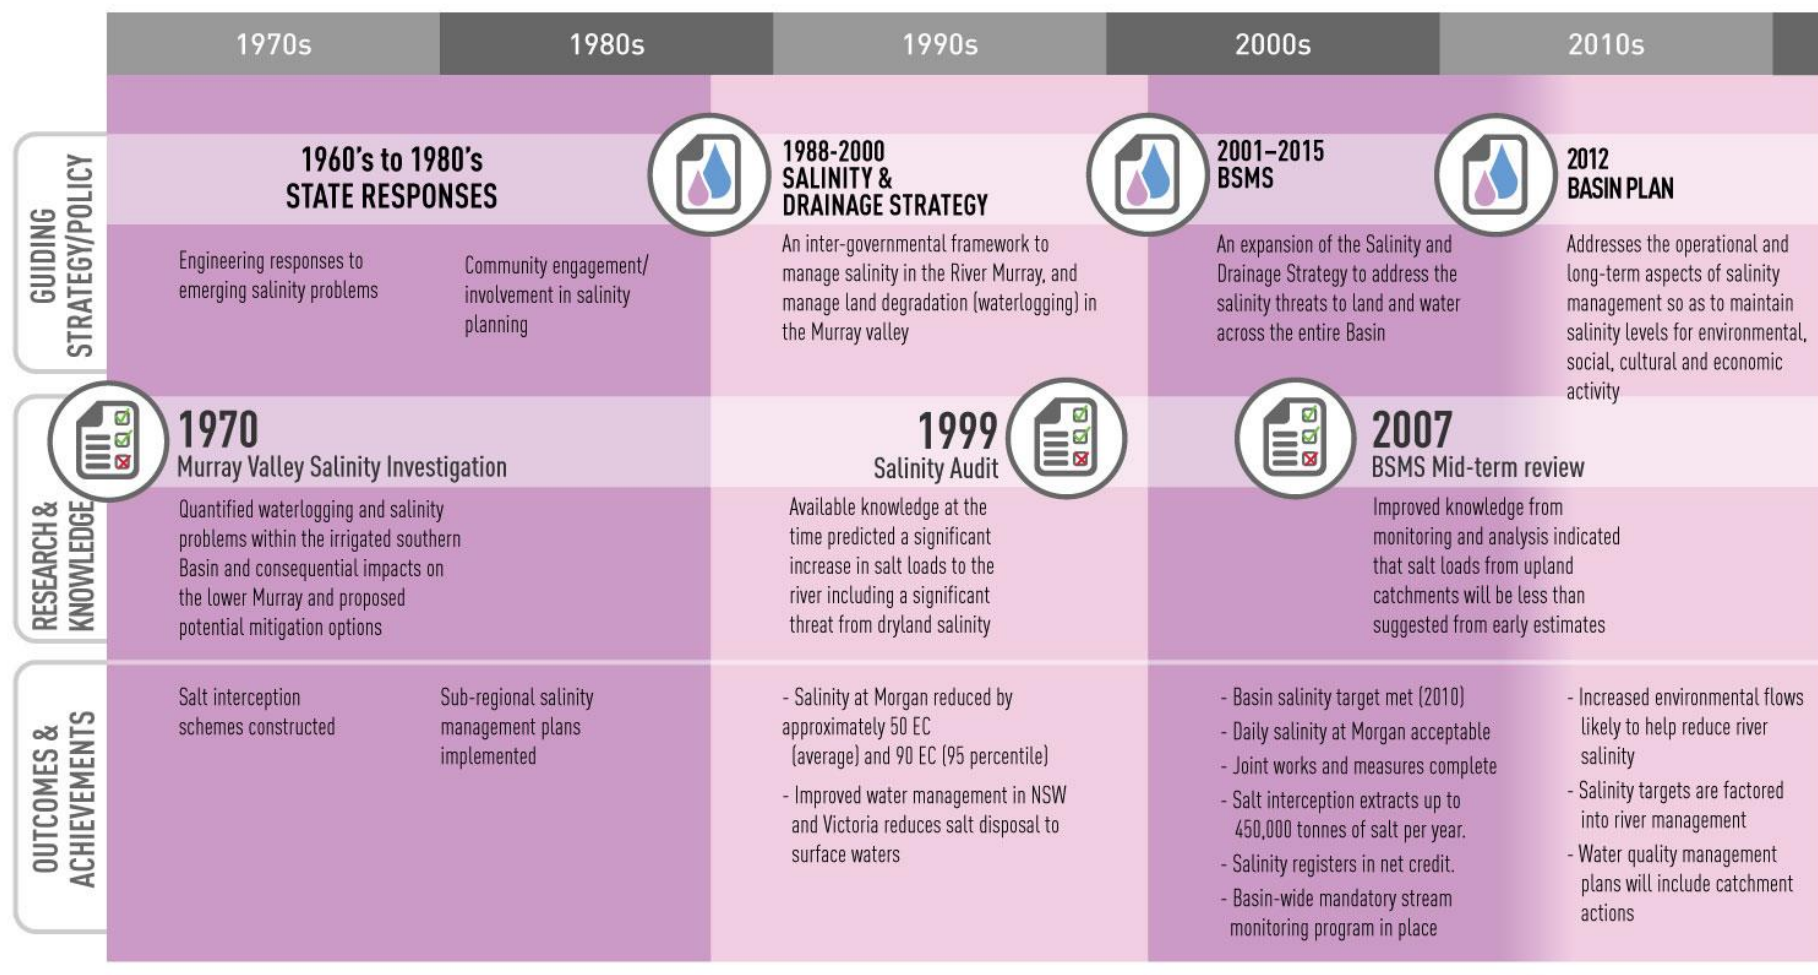 1970s
1980s
1990s
2000s
2010s
GUIDING
STRATEGY/POLICY
1960's to 1980's
STATE RESPONSES
Engineering responses to
emerging salinity problems
Community engagement/
involvement in salinity
planning
1988-2000
SALINITY &
DRAINAGE STRATEGY
An inter-governmental framework to
manage salinity in the River Murray, and
manage land degradation (waterlogging) in
the Murray valley
2001–2015
BSMS
An expansion of the Salinity and
Drainage Strategy to address the
salinity threats to land and water
across the entire Basin
2012
BASIN PLAN
Addresses the operational and
long-term aspects of salinity
management so as to maintain
salinity levels for environmental,
social, cultural and economic
activity
RESEARCH &
KNOWLEDGE
1970
Murray Valley Salinity Investigation
Quantified waterlogging and salinity
problems within the irrigated southern
Basin and consequential impacts on
the lower Murray and proposed
potential mitigation options
1999
Salinity Audit
Available knowledge at the
time predicted a significant
increase in salt loads to the
river including a significant
threat from dryland salinity
2007
BSMS Mid-term review
Improved knowledge from
monitoring and analysis indicated
that salt loads from upland
catchments will be less than
suggested from early estimates
OUTCOMES &
ACHIEVEMENTS
Salt interception
schemes constructed
Sub-regional salinity
management plans
implemented
- Salinity at Morgan reduced by
approximately 50 EC
(average) and 90 EC (95 percentile)
- Improved water management in NSW
and Victoria reduces salt disposal to
surface waters
- Basin salinity target met (2010)
- Daily salinity at Morgan acceptable
- Joint works and measures complete
- Salt interception extracts up to
450,000 tonnes of salt per year.
- Salinity registers in net credit.
- Basin-wide mandatory stream
monitoring program in place
- Increased environmental flows
likely to help reduce river
salinity
- Salinity targets are factored
into river management
- Water quality management
plans will include catchment
actions